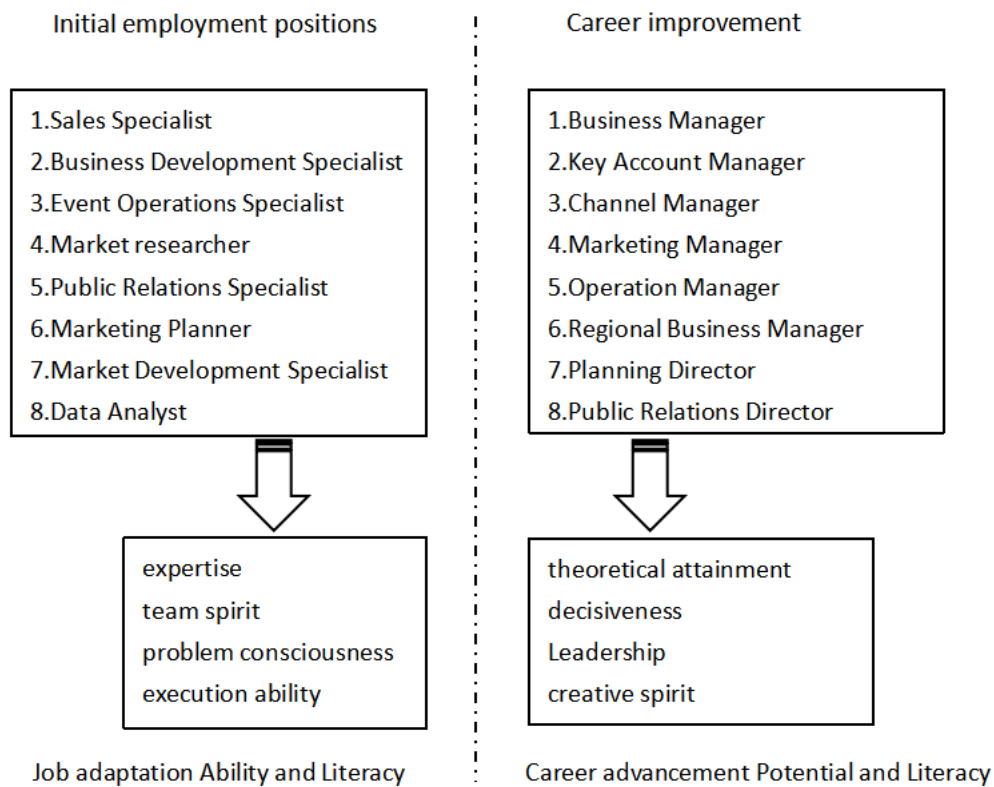 Initial employment positions
1.Sales Specialist
2.Business Development Specialist
3.Event Operations Specialist
4.Market researcher
5.Public Relations Specialist
6.Marketing Planner
7.Market Development Specialist
8.Data Analyst
expertise
team spirit
problem consciousness
execution ability
Job adaptation Ability and Literacy
Career improvement
1.Business Manager
2.Key Account Manager
3.Channel Manager
4.Marketing Manager
5.Operation Manager
6.Regional Business Manager
7.Planning Director
8.Public Relations Director
theoretical attainment
decisiveness
Leadership
creative spirit
Career advancement Potential and Literacy